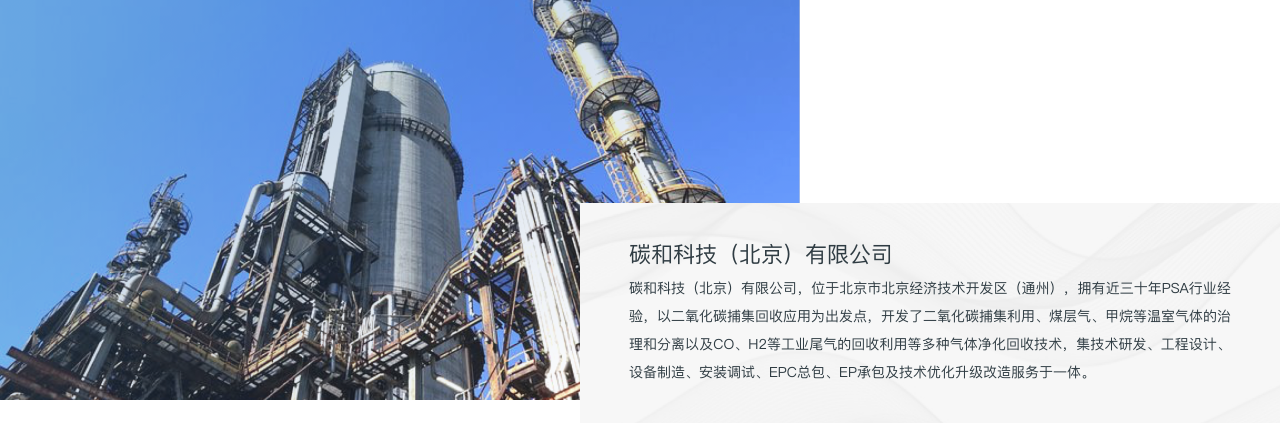 碳和科技（北京）有限公司
碳和科技（北京）有限公司，位于北京市北京经济技术开发区（通州），拥有近三十年PSA行业经
验，以二氧化碳捕集回收应用为出发点，开发了二氧化碳捕集利用、煤层气、甲烷等温室气体的治
理和分离以及CO、H2等工业尾气的回收利用等多种气体净化回收技术，集技术研发、工程设计、
设备制造、安装调试、EPC总包、EP承包及技术优化升级改造服务于一体。